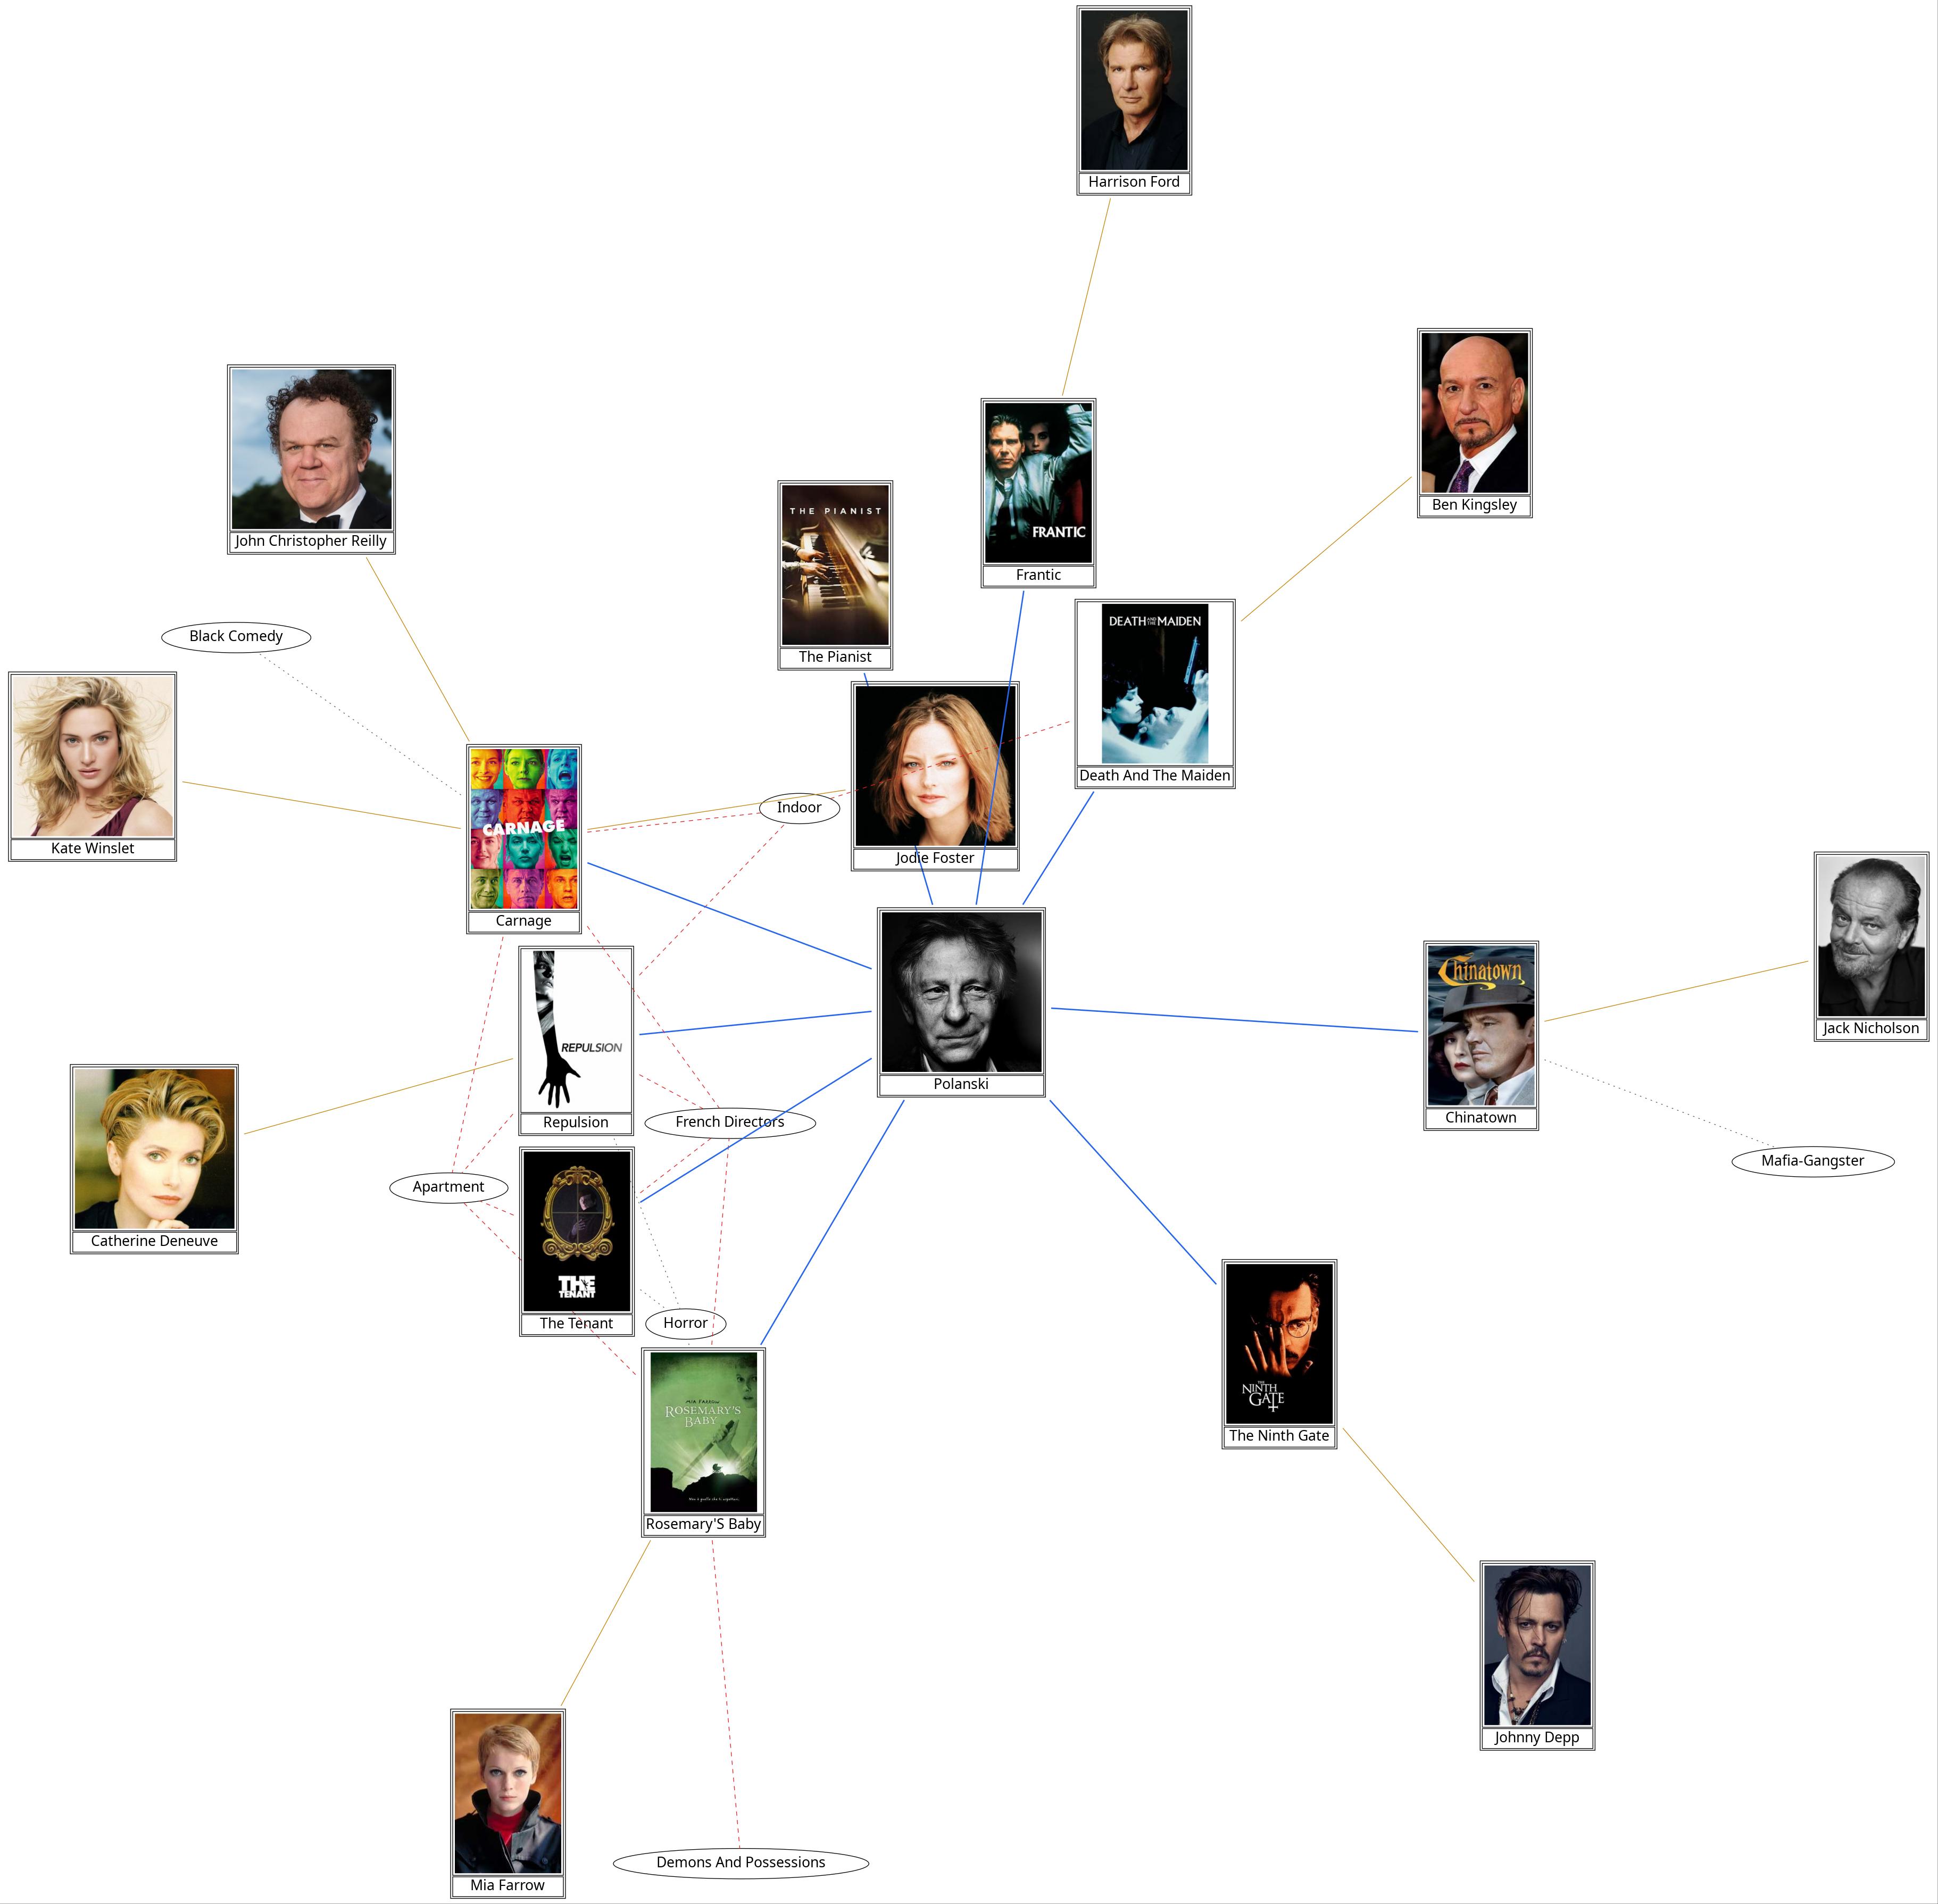 Harrison Ford
FRANTIC
Frantic
Ben Kingsley
John Christopher Reilly
THE PIANIST
The Pianist
DEATH AND THE MAIDEN
Death And The Maiden
Black Comedy
Kate Winslet
CARNAGE
Carnage
Indoor
Jodie Foster
Polanski
Chinatown
Chinatown
Jack Nicholson
Mafia-Gangster
REPULSION
Repulsion
French Directors
Catherine Deneuve
Apartment
THE
TENANT
The Tenant
Horror
MIA FARROW
ROSEMARY'S
BABY
Rosemary'S Baby
THE
NINTH
GATE
The Ninth Gate
Johnny Depp
Mia Farrow
Demons And Possessions